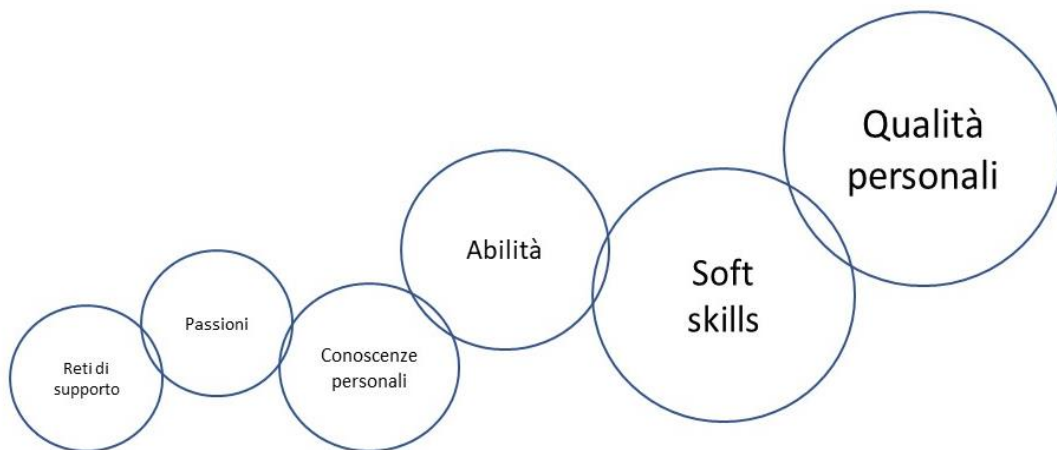 Reti di
supporto
Passioni
Conoscenze
personali
Abilità
Soft
skills
Qualità
personali